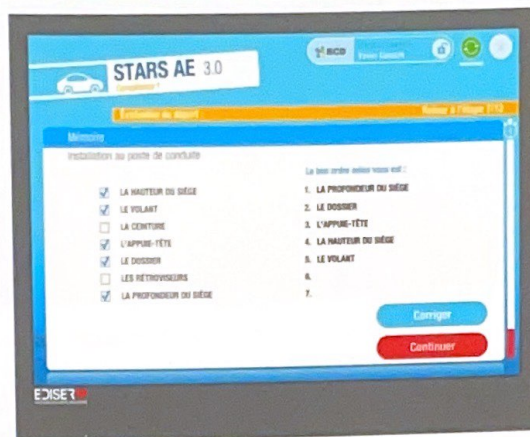 STARS AE 3.0
BCD
Mémoire
Installation au poste de conduite
Le bon ordre selon vous est :
LA HAUTEUR DU SIÈGE
LE VOLANT
LA CEINTURE
L'APPUIE-TÊTE
LE DOSSIER
LES RÉTROVISEURS
LA PROFONDEUR DU SIÈGE
1. LA PROFONDEUR DU SIÈGE
2. LE DOSSIER
3. L'APPUIE-TÊTE
4. LA HAUTEUR DU SIÈGE
5. LE VOLANT
6.
7.
Corriger
Continuer
EDISER